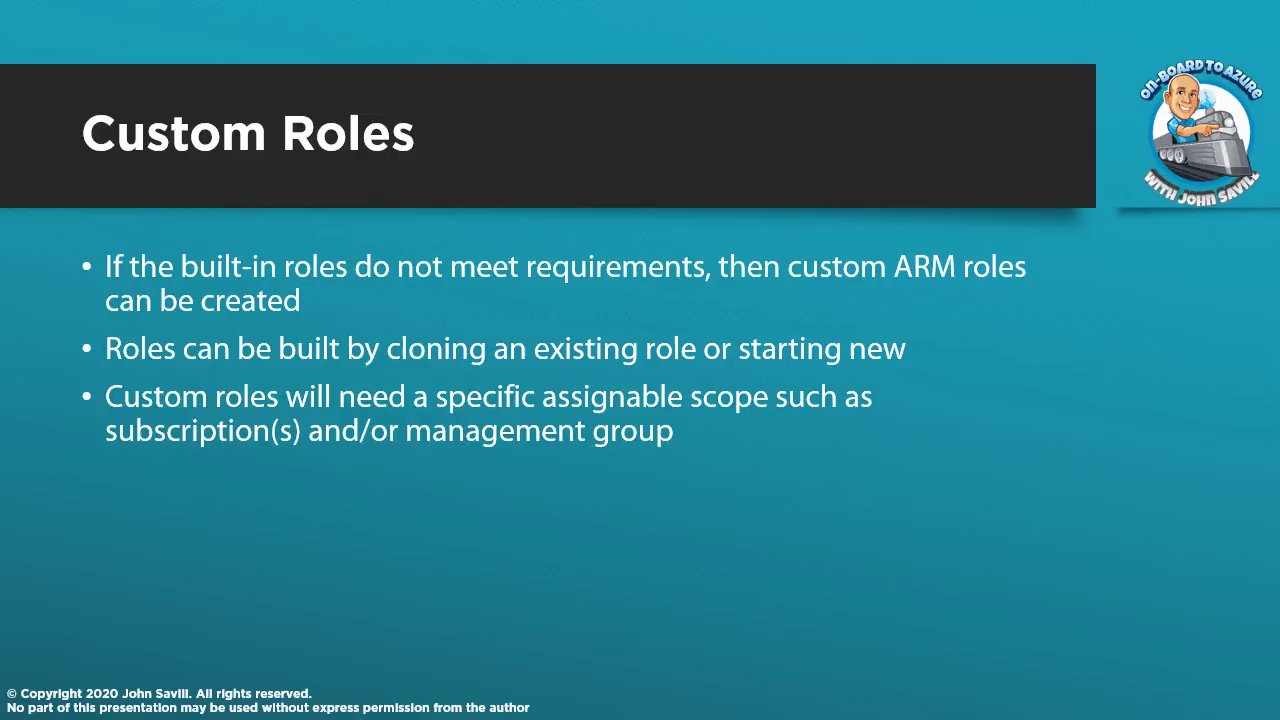 ON-BOARD TO AZURE
WITH JOHN SAVILL
Custom Roles
• If the built-in roles do not meet requirements, then custom ARM roles
can be created
• Roles can be built by cloning an existing role or starting new
• Custom roles will need a specific assignable scope such as
subscription(s) and/or management group
© Copyright 2020 John Savill. All rights reserved.
No part of this presentation may be used without express permission from the author